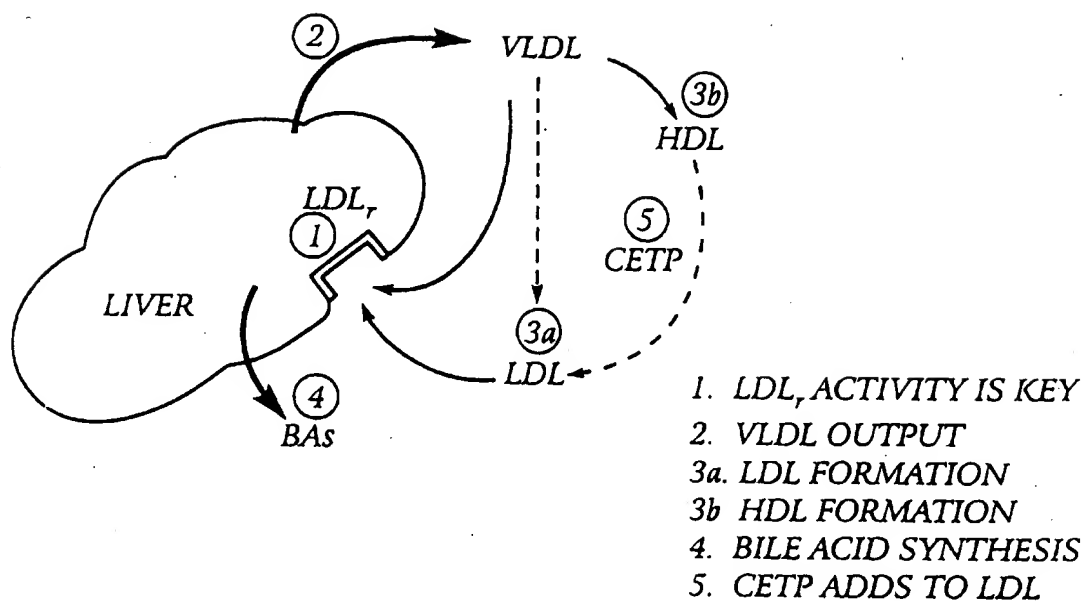 2
VLDL
3b
HDL
LDLr
1
5
CETP
LIVER
3a
LDL
4
BAs
1. LDLr ACTIVITY IS KEY
2. VLDL OUTPUT
3a. LDL FORMATION
3b HDL FORMATION
4. BILE ACID SYNTHESIS
5. CETP ADDS TO LDL